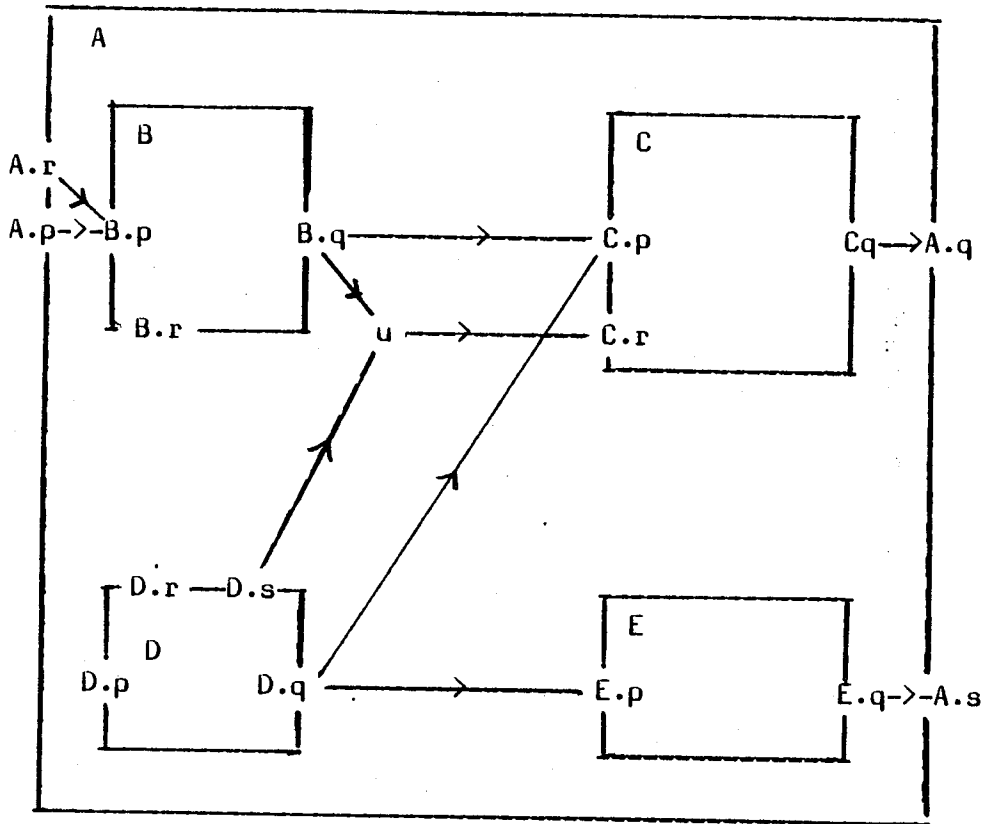 A
B
C
A.r
A.p B.p B.q C.p Cq A.q
B.r u C.r
D.r D.s
E
D
D.p D.q E.p E.q A.s